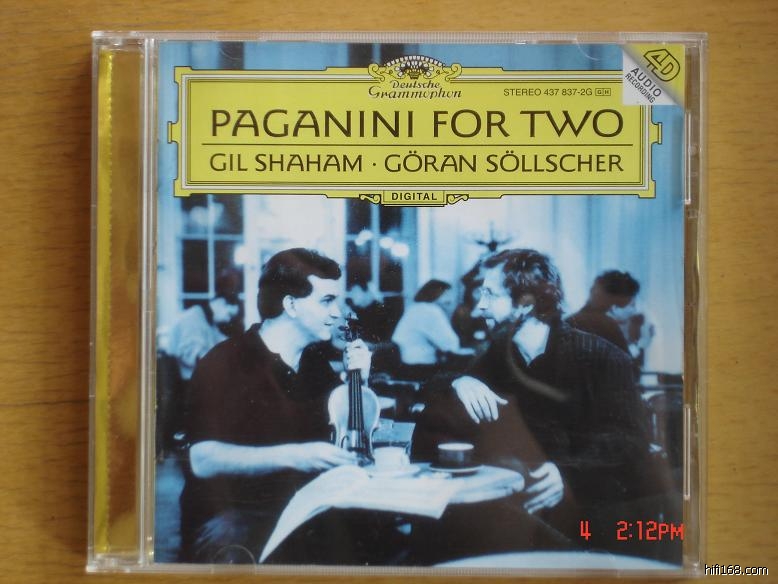 Deutsche
Grammophon
STEREO 437 837-2 GH
4D
AUDIO
RECORDING
PAGANINI FOR TWO
GIL SHAHAM · GÖRAN SÖLLSCHER
DIGITAL
4 2:12PM
hifi168.com